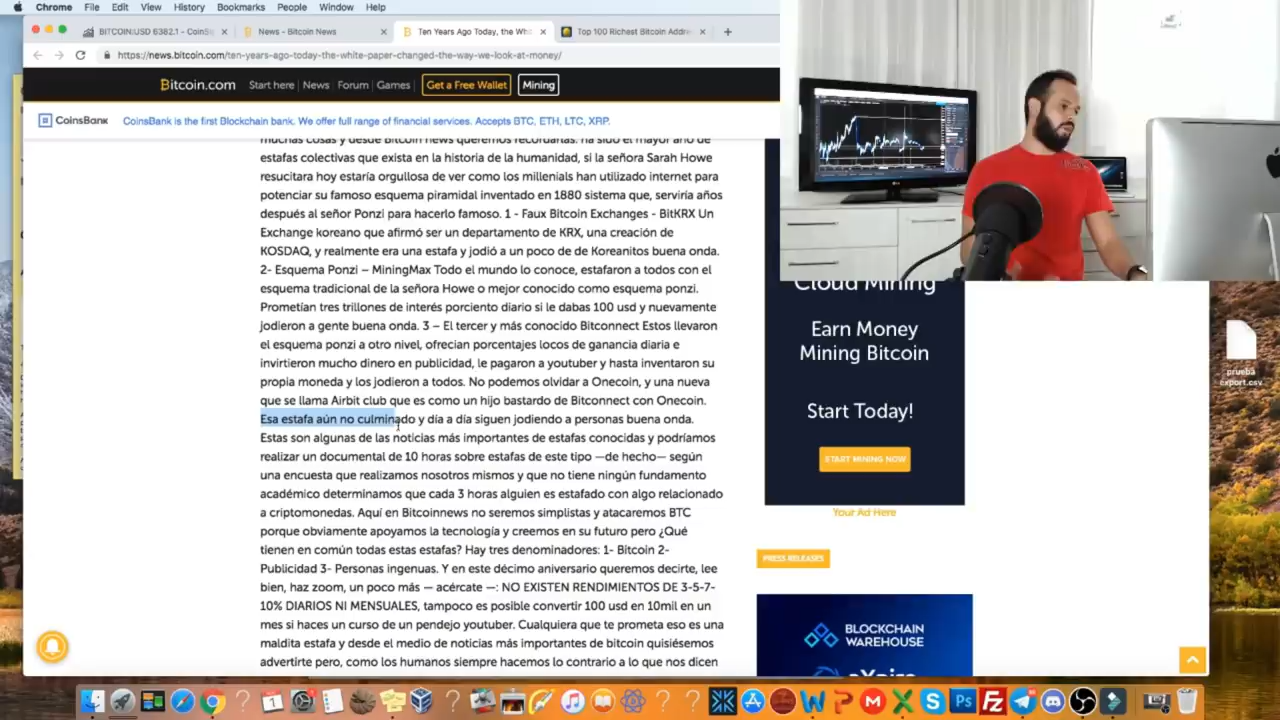 Chrome File Edit View History Bookmarks People Window Help
BITCOIN:USD 6382.1 - CoinSi
News - Bitcoin News
Ten Years Ago Today, the Whi
Top 100 Richest Bitcoin Addre
https://news.bitcoin.com/ten-years-ago-today-the-white-paper-changed-the-way-we-look-at-money/
Bitcoin.com Start here News Forum Games Get a Free Wallet Mining
CoinsBank CoinsBank is the first Blockchain bank. We offer full range of financial services. Accepts BTC, ETH, LTC, XRP.
muchas cosas y desde Bitcoin news queremos recordarlas. ha sido el mayor año de
estafas colectivas que exista en la historia de la humanidad, si la señora Sarah Howe
resucitara hoy estaría orgullosa de ver como los millenials han utilizado internet para
potenciar su famoso esquema piramidal inventado en 1880 sistema que, serviría años
después al señor Ponzi para hacerlo famoso. 1 - Faux Bitcoin Exchanges - BitKRX Un
Exchange koreano que afirmó ser un departamento de KRX, una creación de
KOSDAQ, y realmente era una estafa y jodió a un poco de de Koreanitos buena onda.
2- Esquema Ponzi – MiningMax Todo el mundo lo conoce, estafaron a todos con el
esquema tradicional de la señora Howe o mejor conocido como esquema ponzi.
Prometían tres trillones de interés porciento diario si le dabas 100 usd y nuevamente
jodieron a gente buena onda. 3 – El tercer y más conocido Bitconnect Estos llevaron
el esquema ponzi a otro nivel, ofrecian porcentajes locos de ganancia diaria e
invirtieron mucho dinero en publicidad, le pagaron a youtuber y hasta inventaron su
propia moneda y los jodieron a todos. No podemos olvidar a Onecoin, y una nueva
que se llama Airbit club que es como un hijo bastardo de Bitconnect con Onecoin.
Esa estafa aún no culminado y día a día siguen jodiendo a personas buena onda.
Estas son algunas de las noticias más importantes de estafas conocidas y podríamos
realizar un documental de 10 horas sobre estafas de este tipo —de hecho— según
una encuesta que realizamos nosotros mismos y que no tiene ningún fundamento
académico determinamos que cada 3 horas alguien es estafado con algo relacionado
a criptomonedas. Aquí en Bitcoinnews no seremos simplistas y atacaremos BTC
porque obviamente apoyamos la tecnología y creemos en su futuro pero ¿Qué
tienen en común todas estas estafas? Hay tres denominadores: 1- Bitcoin 2-
Publicidad 3- Personas ingenuas. Y en este décimo aniversario queremos decirte, lee
bien, haz zoom, un poco más — acércate —: NO EXISTEN RENDIMIENTOS DE 3-5-7-
10% DIARIOS NI MENSUALES, tampoco es posible convertir 100 usd en 10mil en un
mes si haces un curso de un pendejo youtuber. Cualquiera que te prometa eso es una
maldita estafa y desde el medio de noticias más importantes de bitcoin quisiésemos
advertirte pero, como los humanos siempre hacemos lo contrario a lo que nos dicen
Cloud Mining
Earn Money
Mining Bitcoin
Start Today!
START MINING NOW
Your Ad Here
PRESS RELEASES
BLOCKCHAIN
WAREHOUSE
prueba
export.csv